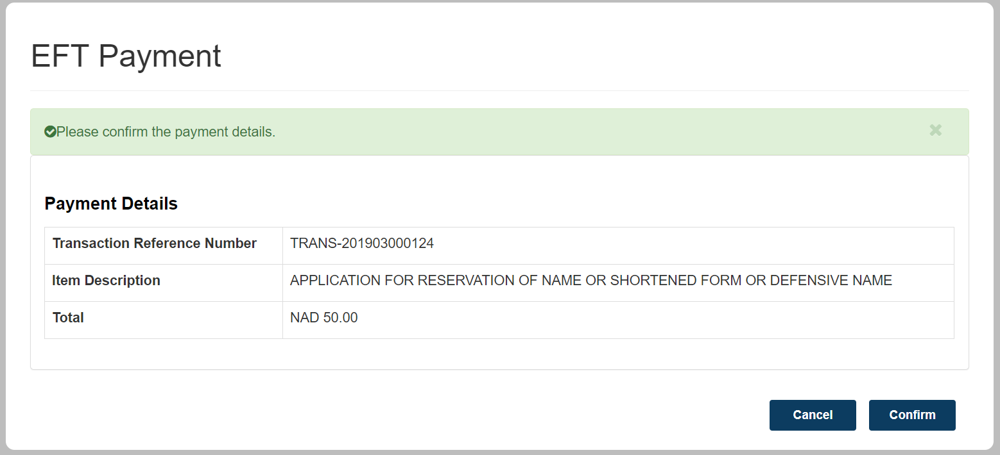 EFT Payment
Please confirm the payment details.
Payment Details
Transaction Reference Number TRANS-201903000124
Item Description APPLICATION FOR RESERVATION OF NAME OR SHORTENED FORM OR DEFENSIVE NAME
Total NAD 50.00
Cancel Confirm